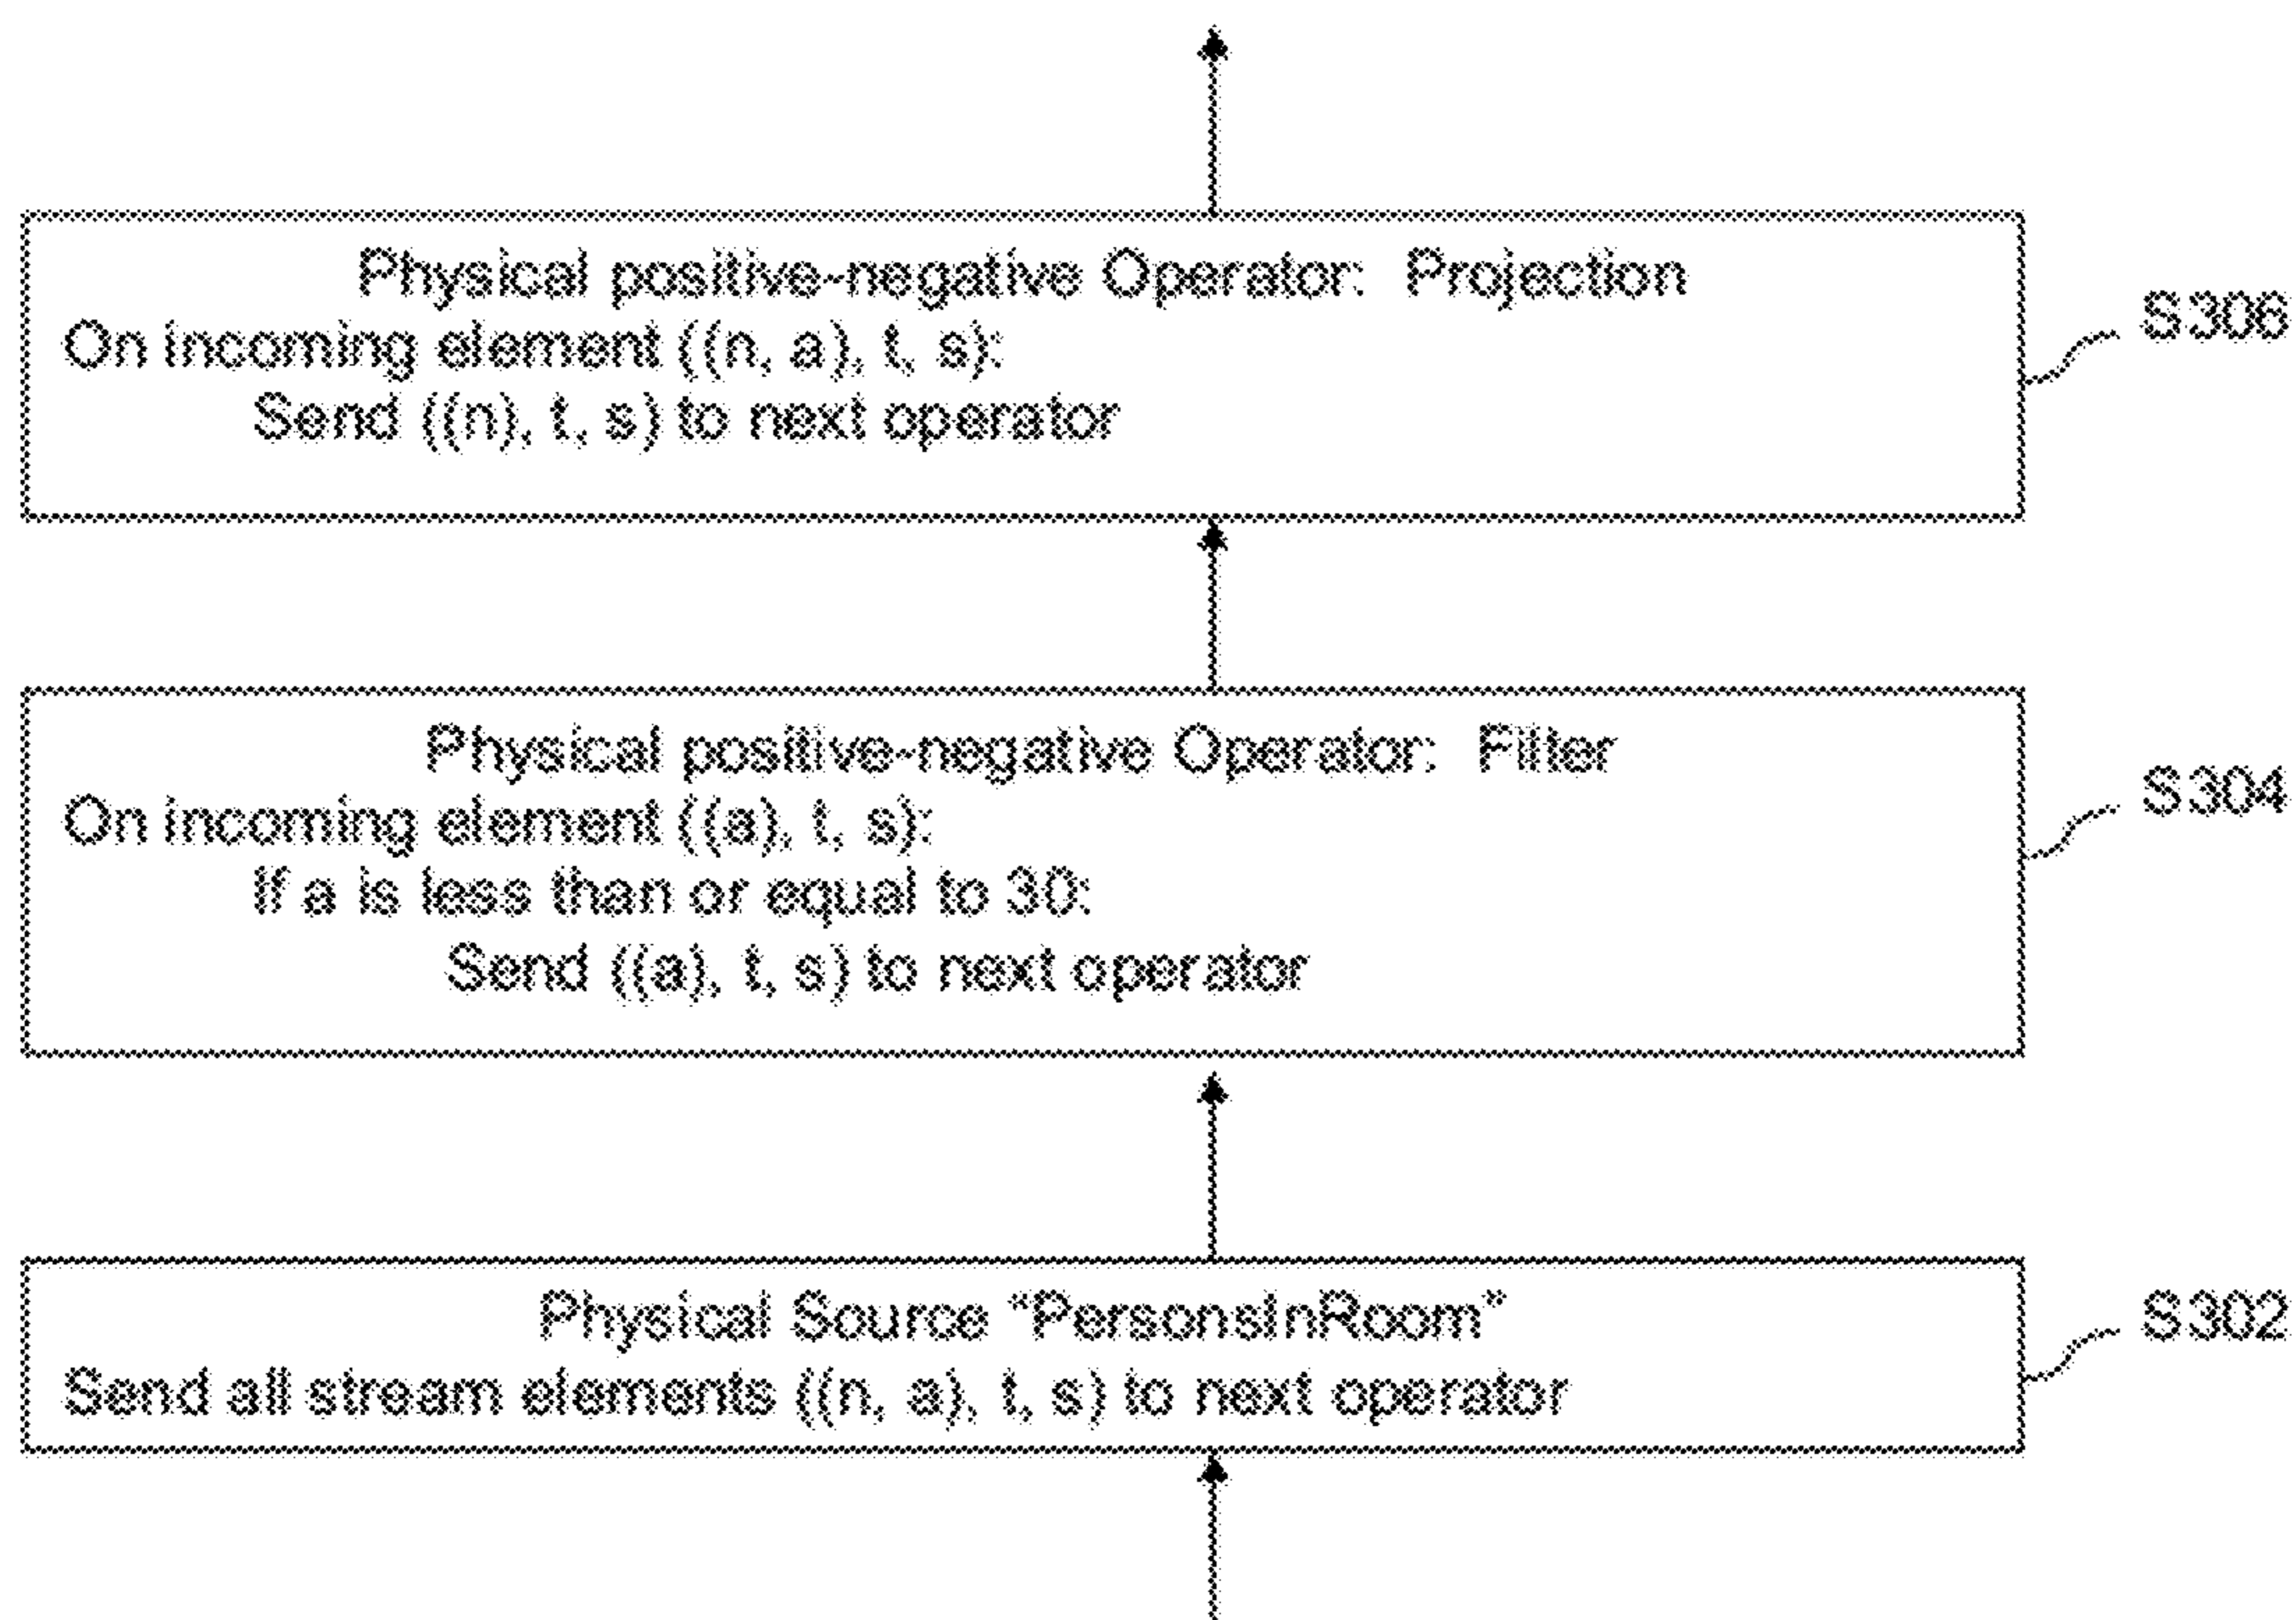 Physical positive-negative Operator: Projection
On incoming element ((n, a), t, s):
Send ((n), t, s) to next operator
S306
Physical positive-negative Operator: Filter
On incoming element ((a), t, s):
If a is less than or equal to 30:
Send ((a), t, s) to next operator
S304
Physical Source "PersonsInRoom"
Send all stream elements ((n, a), t, s) to next operator
S302